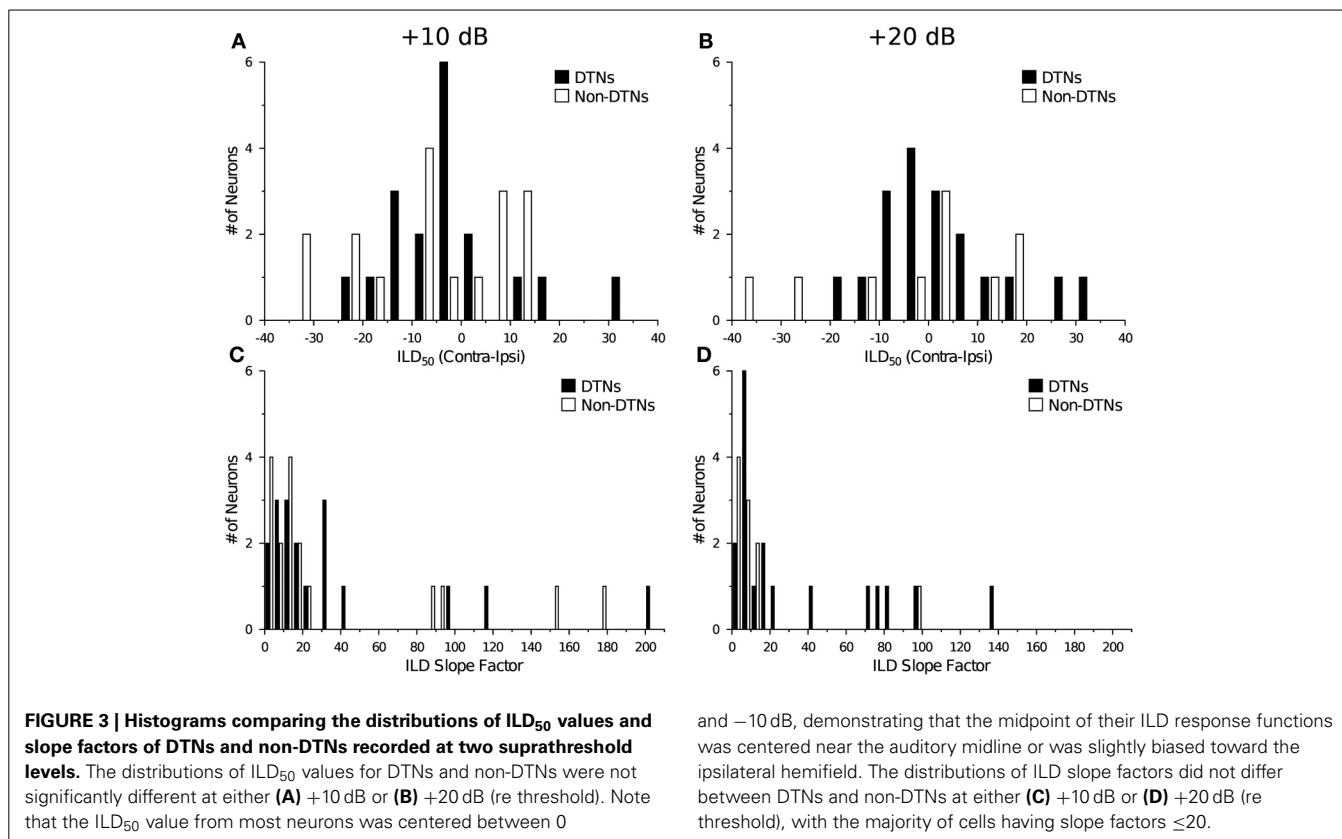 A
+10 dB
6
4
2
0
# of Neurons
DTNs
Non-DTNs
-40 -30 -20 -10 0 10 20 30 40
ILD50 (Contra-Ipsi)
B
+20 dB
6
4
2
0
# of Neurons
DTNs
Non-DTNs
-40 -30 -20 -10 0 10 20 30 40
ILD50 (Contra-Ipsi)
C
6
4
2
0
# of Neurons
DTNs
Non-DTNs
0 20 40 60 80 100 120 140 160 180 200
ILD Slope Factor
D
6
4
2
0
# of Neurons
DTNs
Non-DTNs
0 20 40 60 80 100 120 140 160 180 200
ILD Slope Factor
FIGURE 3 | Histograms comparing the distributions of ILD50 values and
slope factors of DTNs and non-DTNs recorded at two suprathreshold
levels. The distributions of ILD50 values for DTNs and non-DTNs were not
significantly different at either (A) +10 dB or (B) +20 dB (re threshold). Note
that the ILD50 value from most neurons was centered between 0
and −10 dB, demonstrating that the midpoint of their ILD response functions
was centered near the auditory midline or was slightly biased toward the
ipsilateral hemifield. The distributions of ILD slope factors did not differ
between DTNs and non-DTNs at either (C) +10 dB or (D) +20 dB (re
threshold), with the majority of cells having slope factors ≤20.